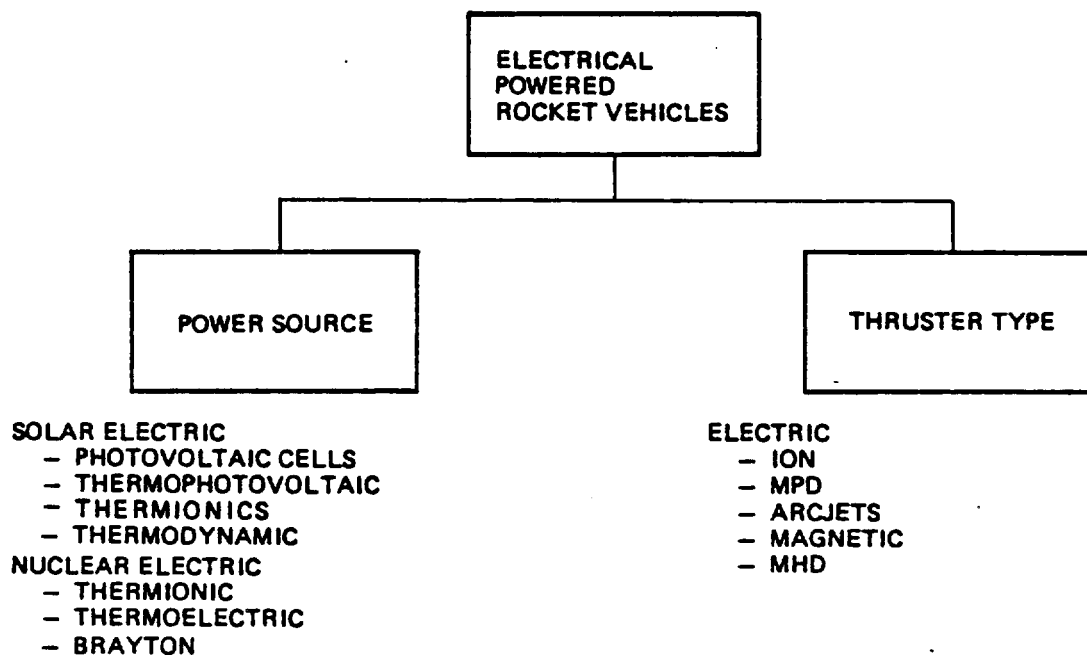 ELECTRICAL
POWERED
ROCKET VEHICLES
POWER SOURCE
THRUSTER TYPE
SOLAR ELECTRIC
– PHOTOVOLTAIC CELLS
– THERMOPHOTOVOLTAIC
– THERMIONICS
– THERMODYNAMIC
NUCLEAR ELECTRIC
– THERMIONIC
– THERMOELECTRIC
– BRAYTON
ELECTRIC
– ION
– MPD
– ARCJETS
– MAGNETIC
– MHD